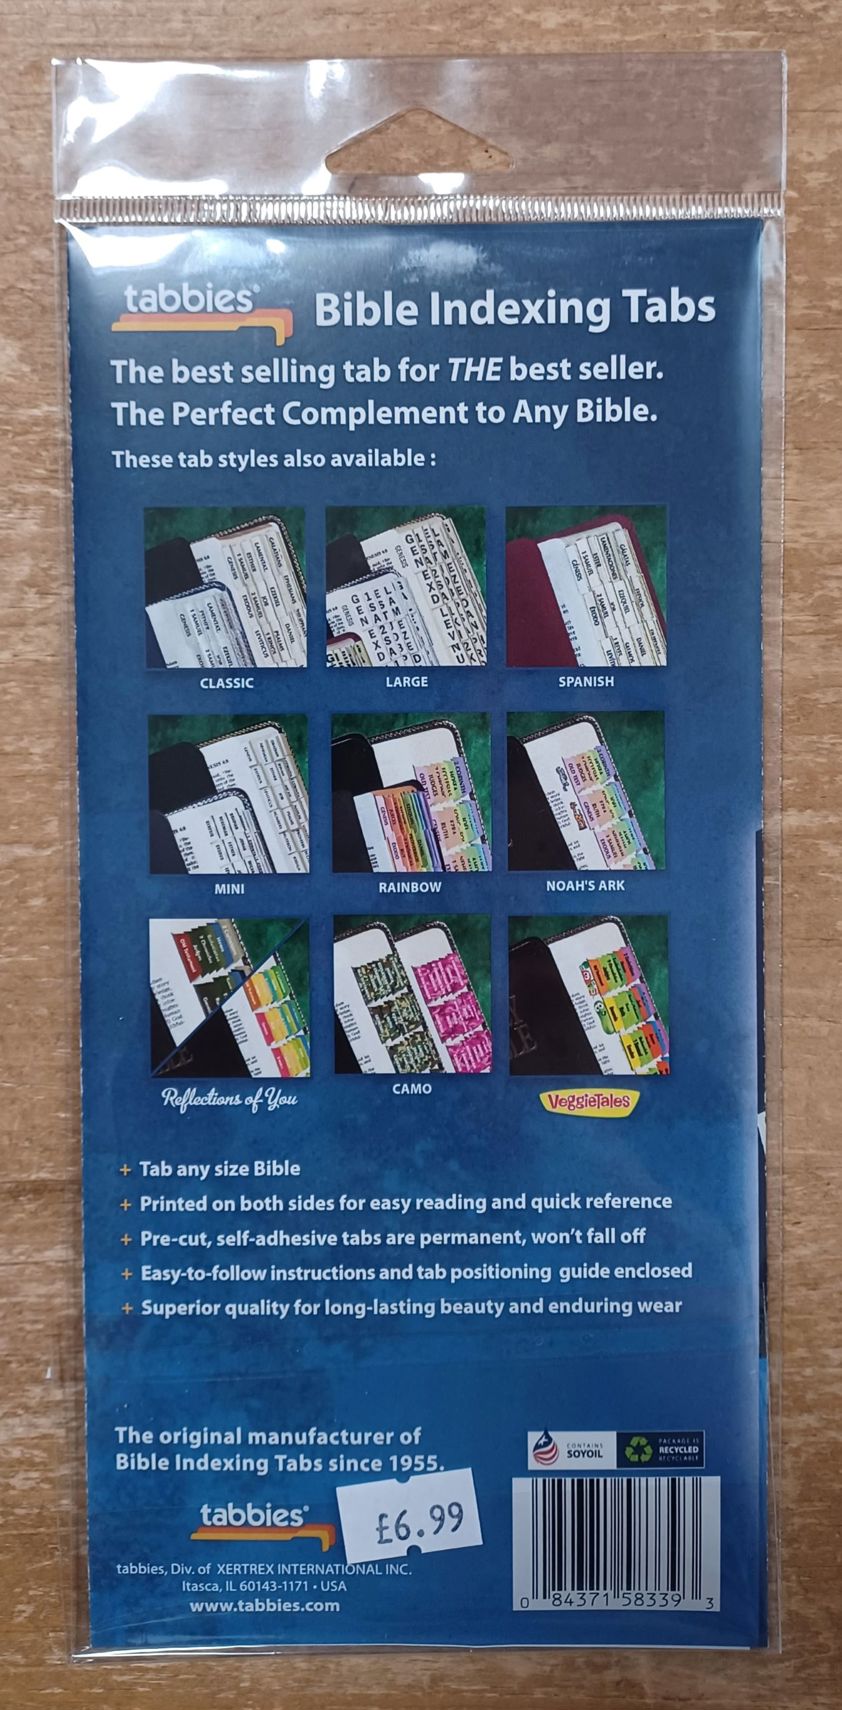 tabbies®
Bible Indexing Tabs
The best selling tab for THE best seller.
The Perfect Complement to Any Bible.
These tab styles also available :
CLASSIC
LARGE
SPANISH
MINI
RAINBOW
NOAH'S ARK
Reflections of You
CAMO
VeggieTales
+ Tab any size Bible
+ Printed on both sides for easy reading and quick reference
+ Pre-cut, self-adhesive tabs are permanent, won't fall off
+ Easy-to-follow instructions and tab positioning guide enclosed
+ Superior quality for long-lasting beauty and enduring wear
The original manufacturer of
Bible Indexing Tabs since 1955.
tabbies®
£6.99
tabbies, Div. of XERTREX INTERNATIONAL INC.
Itasca, IL 60143-1171 • USA
www.tabbies.com
CONTAINS
SOYOIL
PACKAGE IS
RECYCLED
RECYCLABLE
0 84371 58339 3